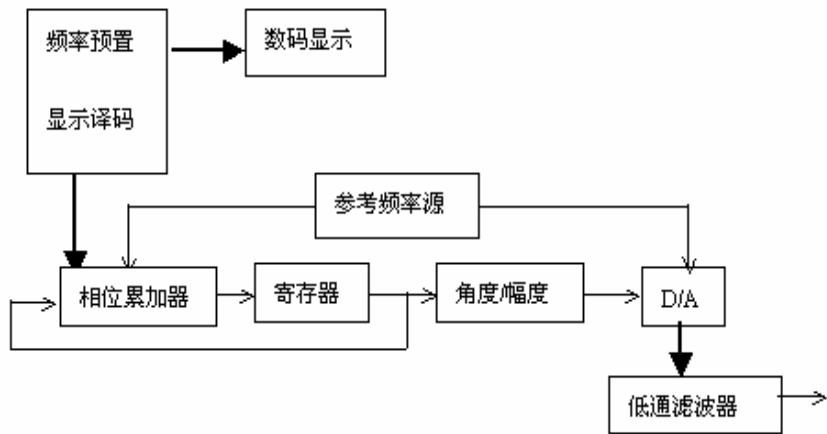 频率预置
数码显示
显示译码
参考频率源
相位累加器
寄存器
角度/幅度
D/A
低通滤波器